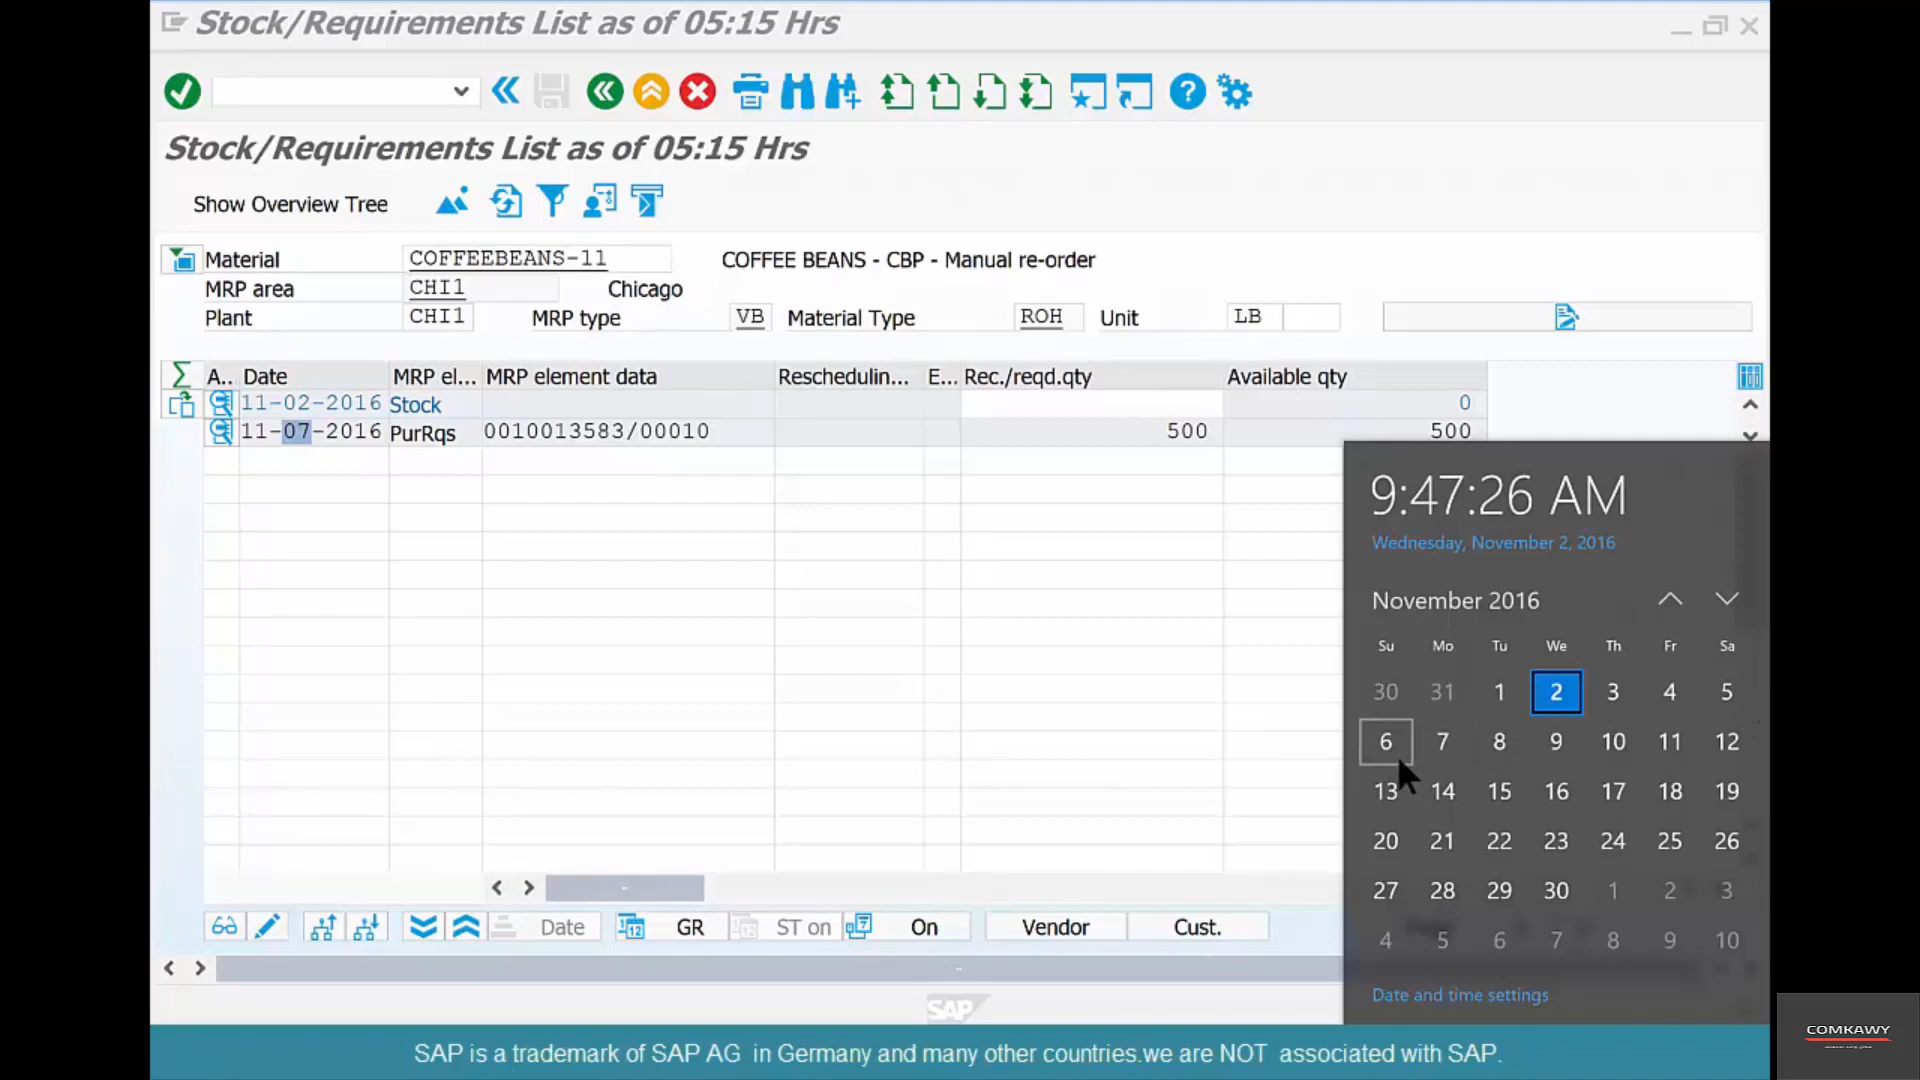 Stock/Requirements List as of 05:15 Hrs
Stock/Requirements List as of 05:15 Hrs
Show Overview Tree
Material COFFEEBEANS-11 COFFEE BEANS - CBP - Manual re-order
MRP area CHI1 Chicago
Plant CHI1 MRP type VB Material Type ROH Unit LB
A.. Date MRP el... MRP element data Reschedulin... E... Rec./reqd.qty Available qty
11-02-2016 Stock 0
11-07-2016 PurRqs 0010013583/00010 500 500
9:47:26 AM
Wednesday, November 2, 2016
November 2016
Su Mo Tu We Th Fr Sa
30 31 1 2 3 4 5
6 7 8 9 10 11 12
13 14 15 16 17 18 19
20 21 22 23 24 25 26
27 28 29 30 1 2 3
4 5 6 7 8 9 10
Date and time settings
Date GR ST on On Vendor Cust.
SAP
SAP is a trademark of SAP AG in Germany and many other countries.we are NOT associated with SAP.
COMKAWY